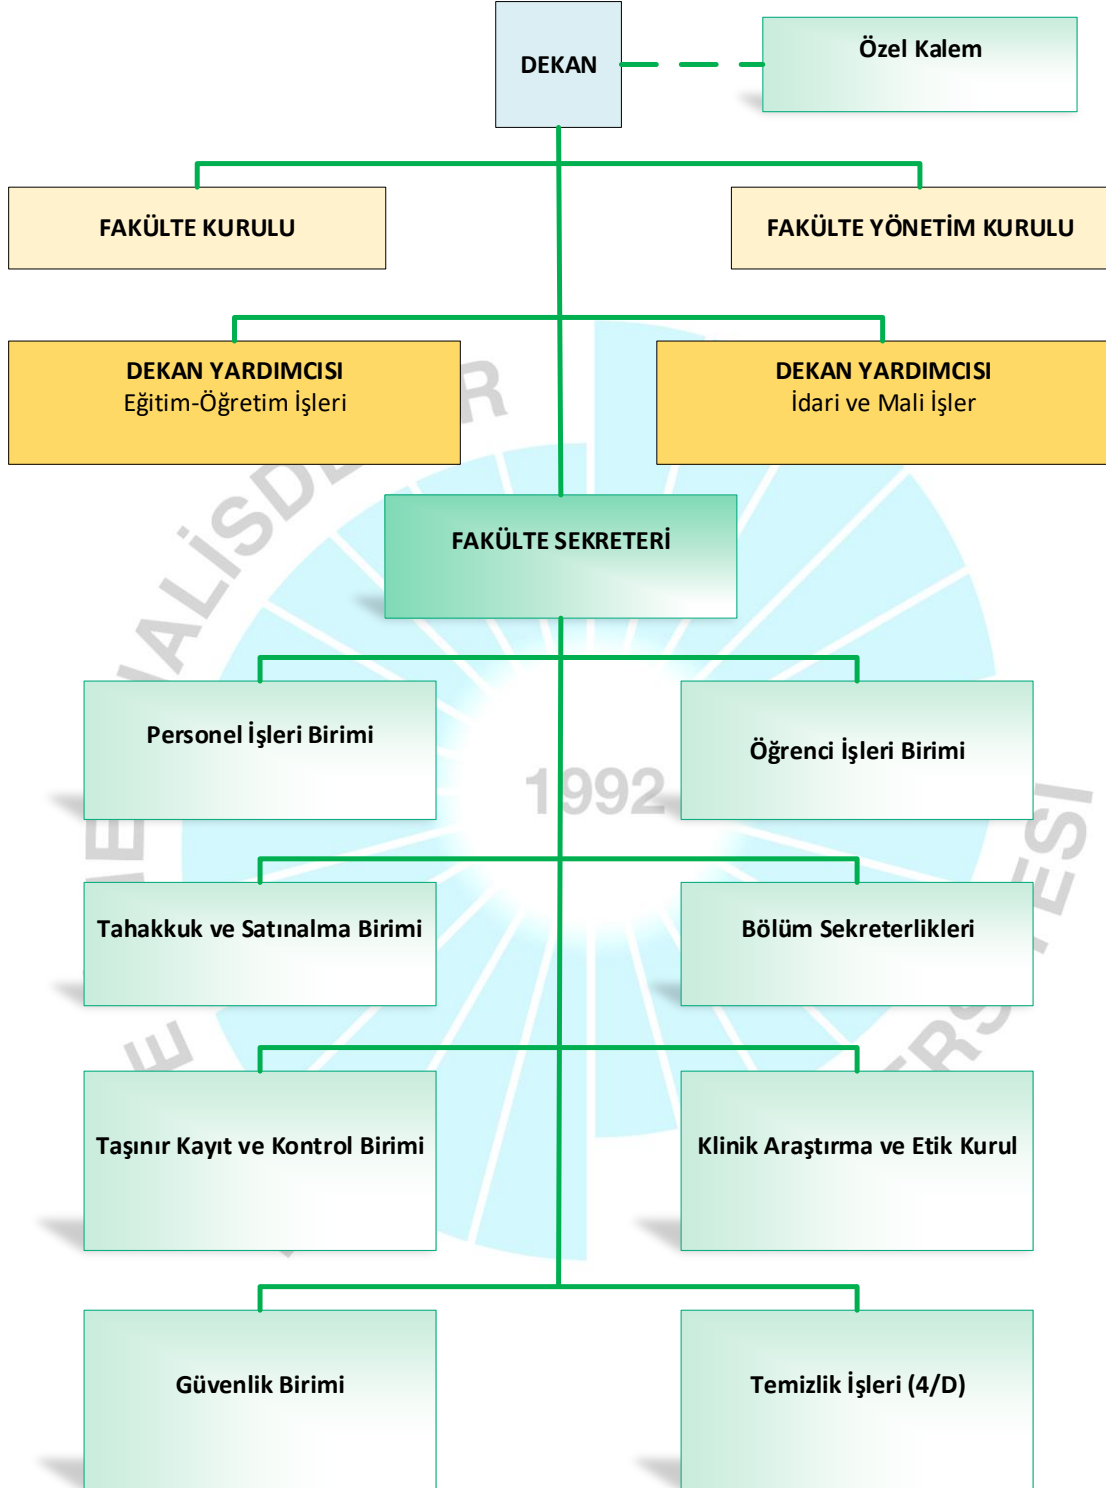 DEKAN
Özel Kalem
FAKÜLTE KURULU
FAKÜLTE YÖNETİM KURULU
DEKAN YARDIMCISI
Eğitim-Öğretim İşleri
DEKAN YARDIMCISI
İdari ve Mali İşler
FAKÜLTE SEKRETERİ
Personel İşleri Birimi
Öğrenci İşleri Birimi
1992
Tahakkuk ve Satınalma Birimi
Bölüm Sekreterlikleri
Taşınır Kayıt ve Kontrol Birimi
Klinik Araştırma ve Etik Kurul
Güvenlik Birimi
Temizlik İşleri (4/D)